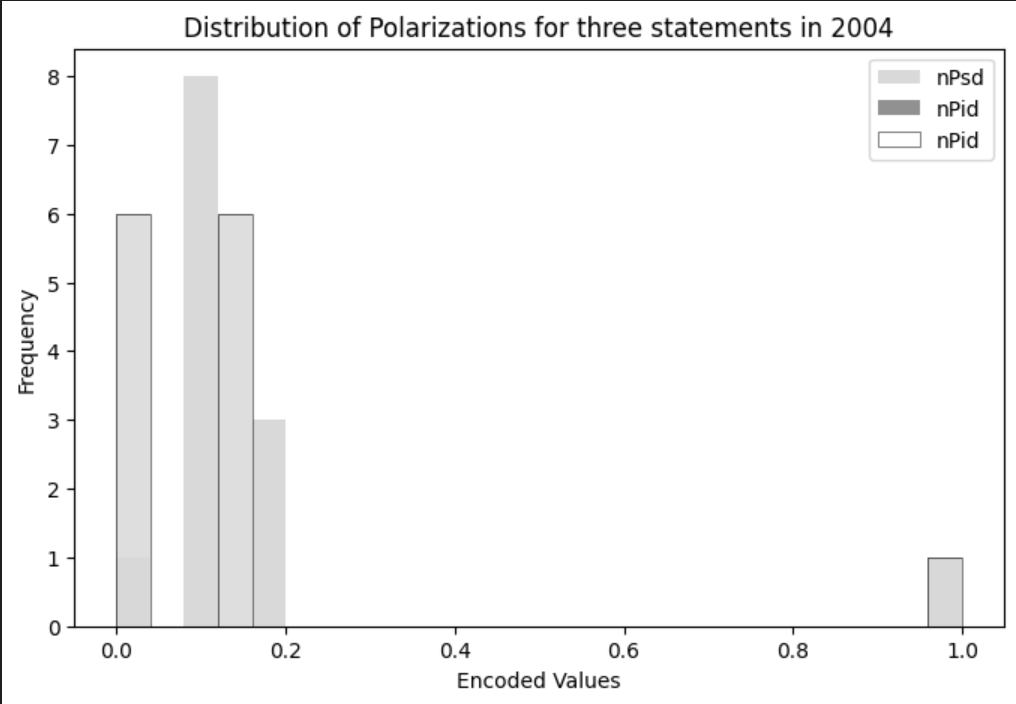 Distribution of Polarizations for three statements in 2004
nPsd
nPid
nPid
8
7
6
5
4
3
2
1
0
Frequency
0.0 0.2 0.4 0.6 0.8 1.0
Encoded Values